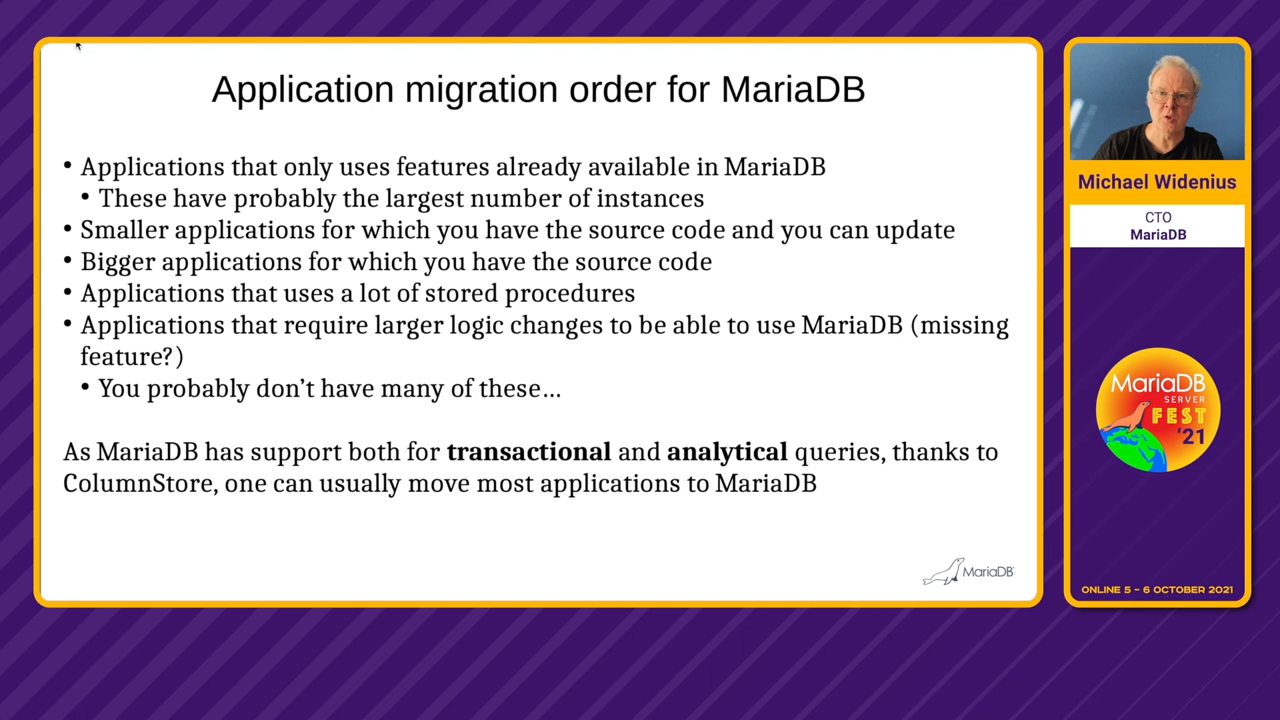 Application migration order for MariaDB
• Applications that only uses features already available in MariaDB
• These have probably the largest number of instances
• Smaller applications for which you have the source code and you can update
• Bigger applications for which you have the source code
• Applications that uses a lot of stored procedures
• Applications that require larger logic changes to be able to use MariaDB (missing
feature?)
• You probably don’t have many of these…
As MariaDB has support both for transactional and analytical queries, thanks to
ColumnStore, one can usually move most applications to MariaDB
MariaDB
Michael Widenius
CTO
MariaDB
MariaDB
SERVER
FEST
'21
ONLINE 5 – 6 OCTOBER 2021